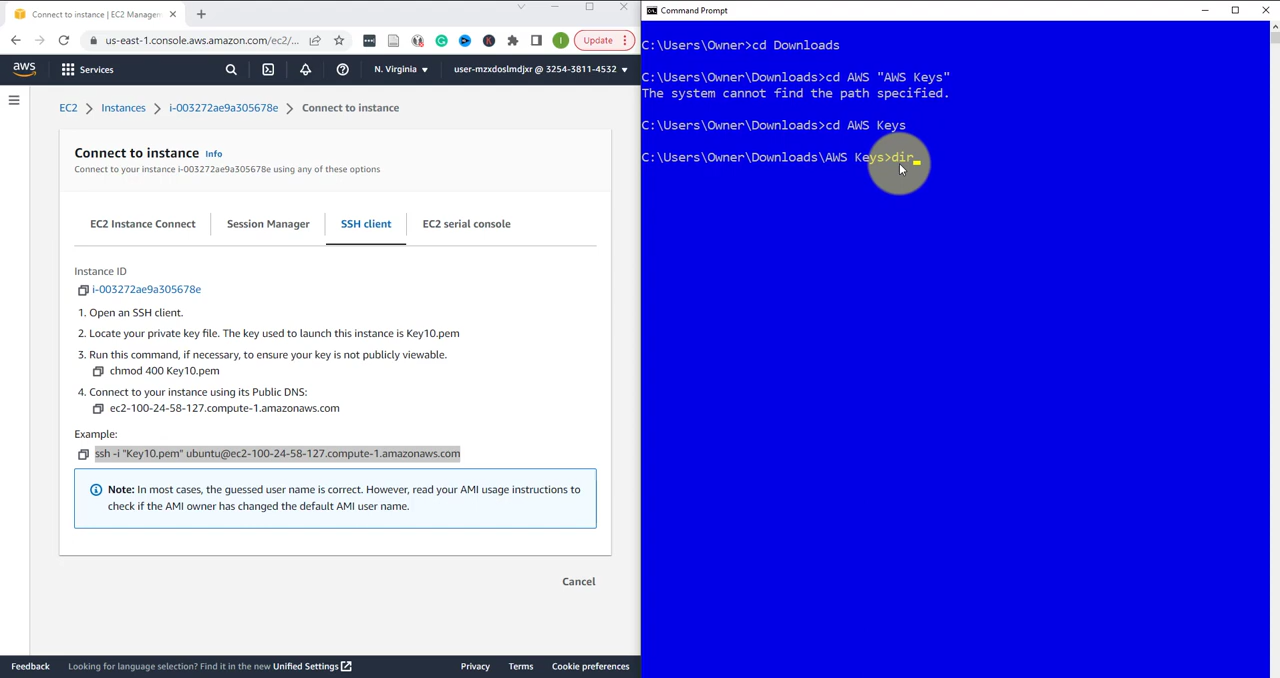 Connect to instance | EC2 Managem
us-east-1.console.aws.amazon.com/ec2/...
Update
aws
Services
N. Virginia
user-mzxdoslmdjxr @ 3254-3811-4532
EC2 > Instances > i-003272ae9a305678e > Connect to instance
Connect to instance Info
Connect to your instance i-003272ae9a305678e using any of these options
EC2 Instance Connect
Session Manager
SSH client
EC2 serial console
Instance ID
i-003272ae9a305678e
1. Open an SSH client.
2. Locate your private key file. The key used to launch this instance is Key10.pem
3. Run this command, if necessary, to ensure your key is not publicly viewable.
chmod 400 Key10.pem
4. Connect to your instance using its Public DNS:
ec2-100-24-58-127.compute-1.amazonaws.com
Example:
ssh -i "Key10.pem" ubuntu@ec2-100-24-58-127.compute-1.amazonaws.com
Note: In most cases, the guessed user name is correct. However, read your AMI usage instructions to
check if the AMI owner has changed the default AMI user name.
Cancel
Feedback
Looking for language selection? Find it in the new Unified Settings
Privacy
Terms
Cookie preferences
Command Prompt
C:\Users\Owner>cd Downloads
C:\Users\Owner\Downloads>cd AWS "AWS Keys"
The system cannot find the path specified.
C:\Users\Owner\Downloads>cd AWS Keys
C:\Users\Owner\Downloads\AWS Keys>dir